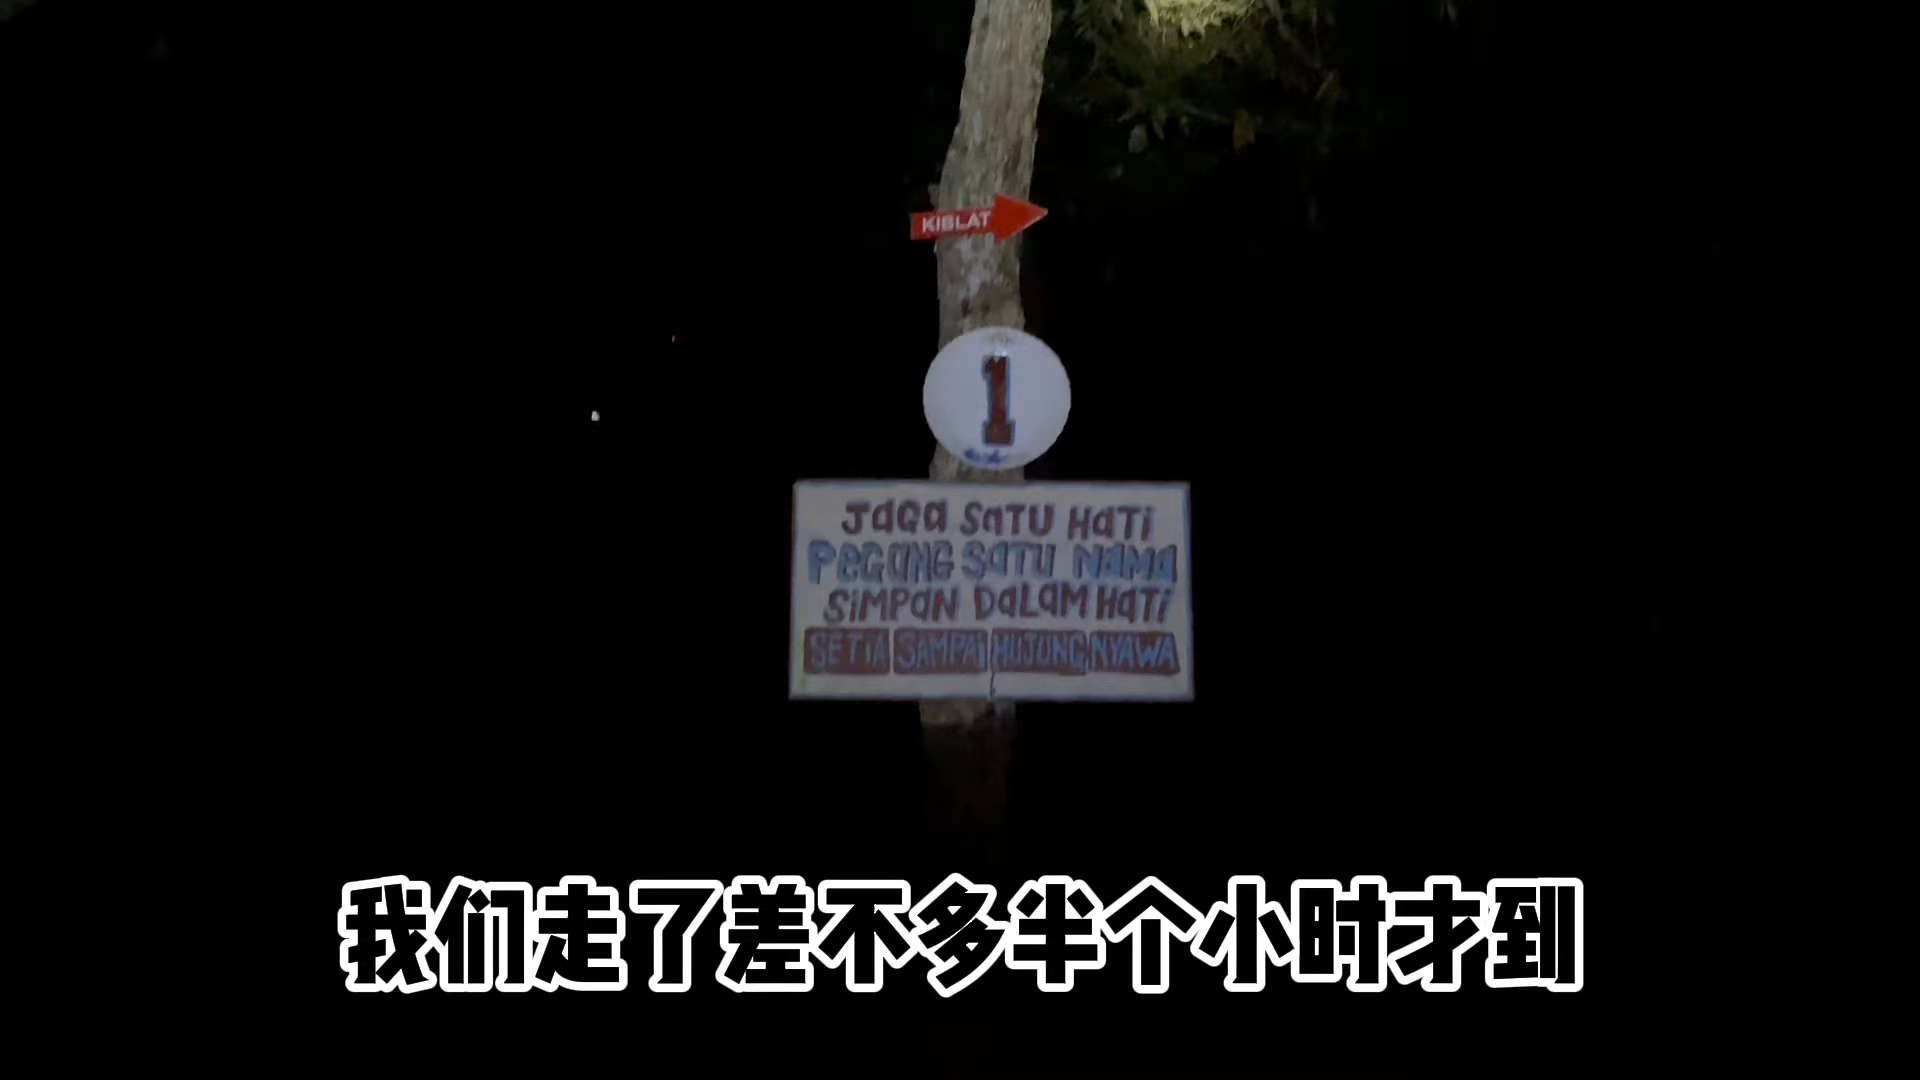 KIBLAT
1
JaGa SaTU HaTi
PeGaNG SaTU NaMa
SiMPaN DaLaM HaTi
SETiA SAMPAi HUJUNG NYAWA
我们走了差不多半个小时才到